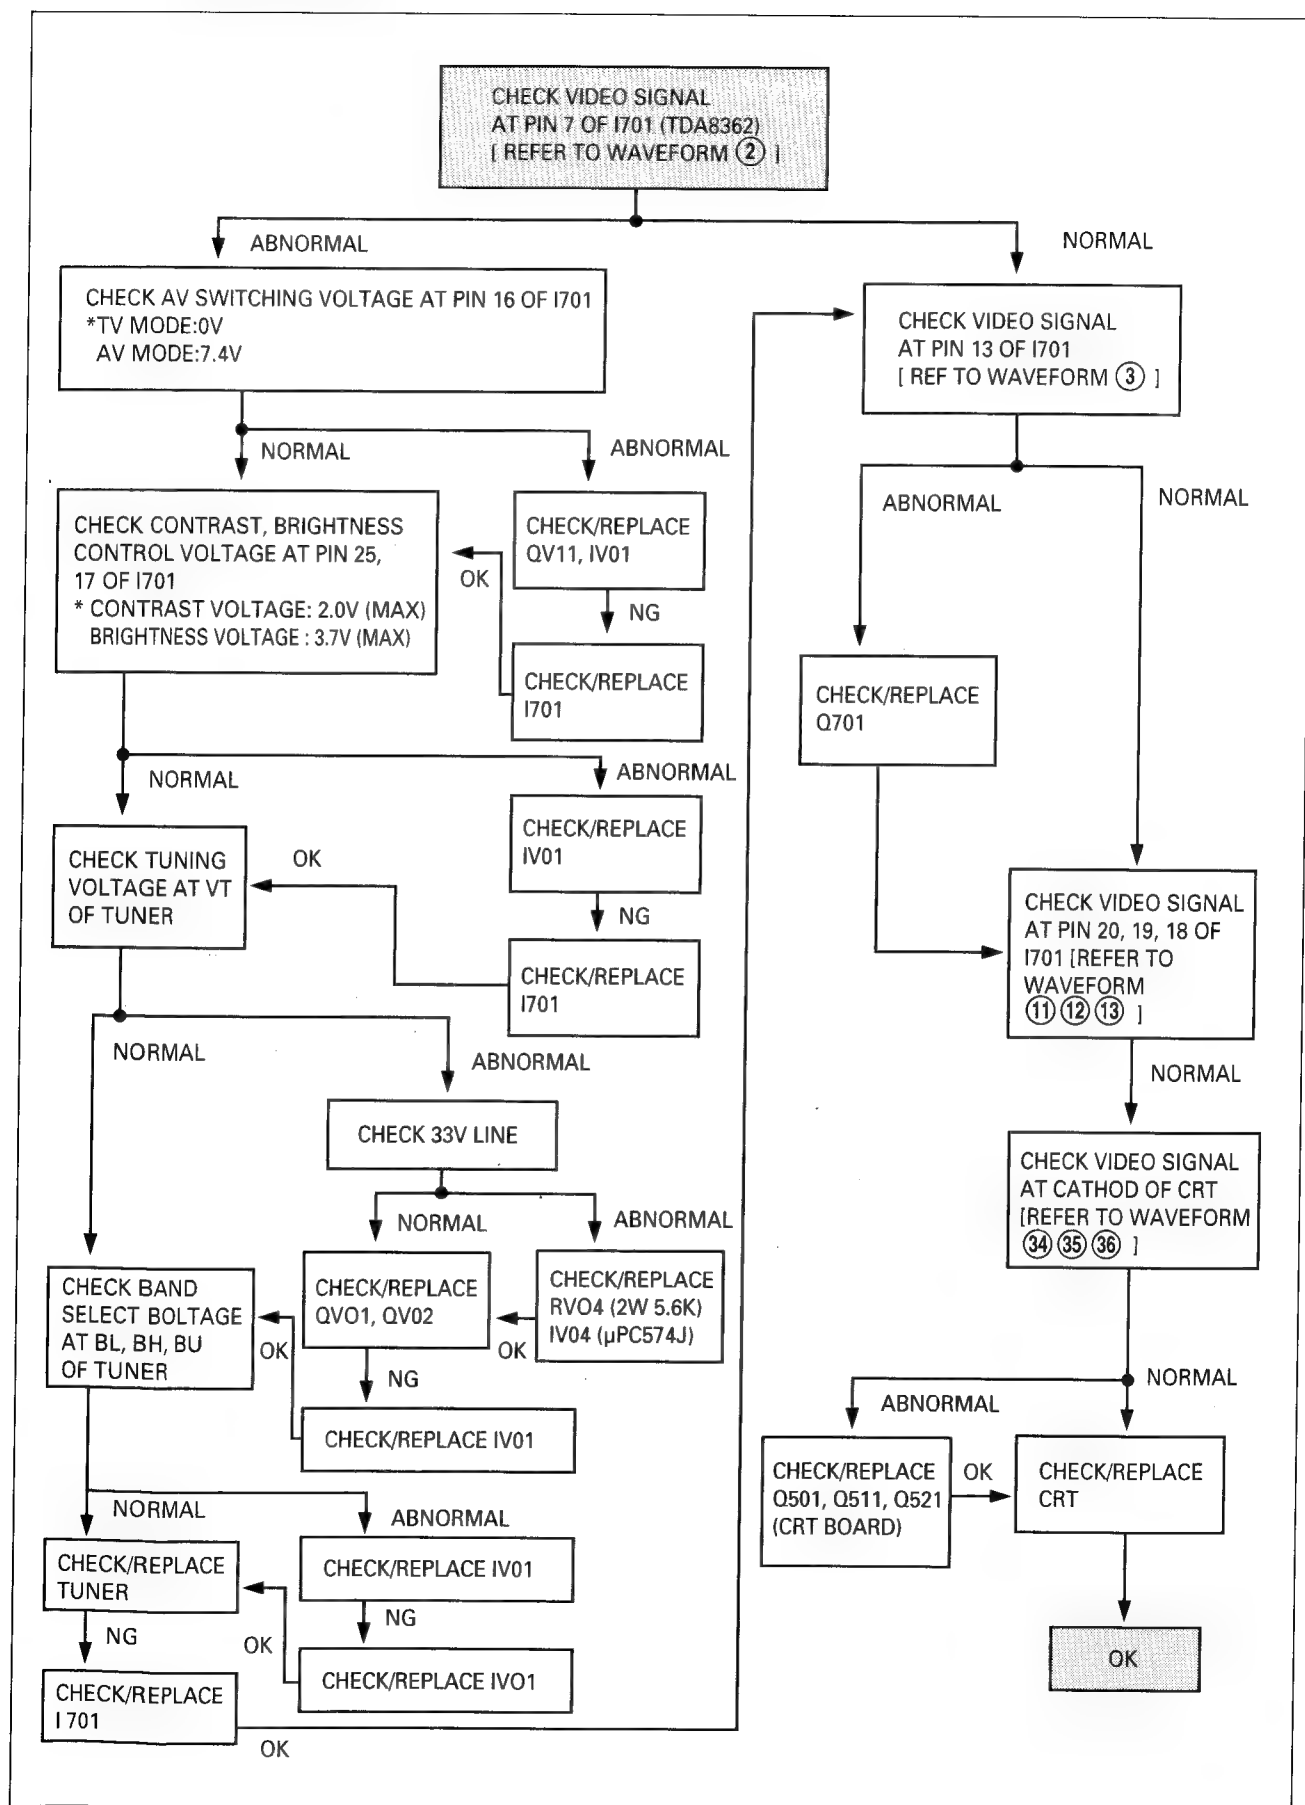 CHECK VIDEO SIGNAL
AT PIN 7 OF I701 (TDA8362)
[ REFER TO WAVEFORM ② ]
ABNORMAL
NORMAL
CHECK AV SWITCHING VOLTAGE AT PIN 16 OF I701
*TV MODE:0V
AV MODE:7.4V
CHECK VIDEO SIGNAL
AT PIN 13 OF I701
[ REF TO WAVEFORM ③ ]
NORMAL
ABNORMAL
CHECK CONTRAST, BRIGHTNESS
CONTROL VOLTAGE AT PIN 25,
17 OF I701
* CONTRAST VOLTAGE: 2.0V (MAX)
BRIGHTNESS VOLTAGE : 3.7V (MAX)
OK
CHECK/REPLACE
QV11, IV01
NG
CHECK/REPLACE
I701
ABNORMAL
NORMAL
CHECK/REPLACE
Q701
NORMAL
ABNORMAL
CHECK TUNING
VOLTAGE AT VT
OF TUNER
OK
CHECK/REPLACE
IV01
NG
CHECK/REPLACE
I701
CHECK VIDEO SIGNAL
AT PIN 20, 19, 18 OF
I701 [REFER TO
WAVEFORM
⑪ ⑫ ⑬ ]
NORMAL
NORMAL
ABNORMAL
CHECK 33V LINE
NORMAL
ABNORMAL
CHECK VIDEO SIGNAL
AT CATHOD OF CRT
[REFER TO WAVEFORM
㉞ ㉟ ㊱ ]
CHECK BAND
SELECT BOLTAGE
AT BL, BH, BU
OF TUNER
OK
CHECK/REPLACE
QVO1, QV02
OK
CHECK/REPLACE
RVO4 (2W 5.6K)
IV04 (µPC574J)
NG
CHECK/REPLACE IV01
NORMAL
ABNORMAL
CHECK/REPLACE
Q501, Q511, Q521
(CRT BOARD)
OK
CHECK/REPLACE
CRT
NORMAL
ABNORMAL
CHECK/REPLACE
TUNER
CHECK/REPLACE IV01
NG
NG
OK
CHECK/REPLACE IVO1
OK
CHECK/REPLACE
I 701
OK